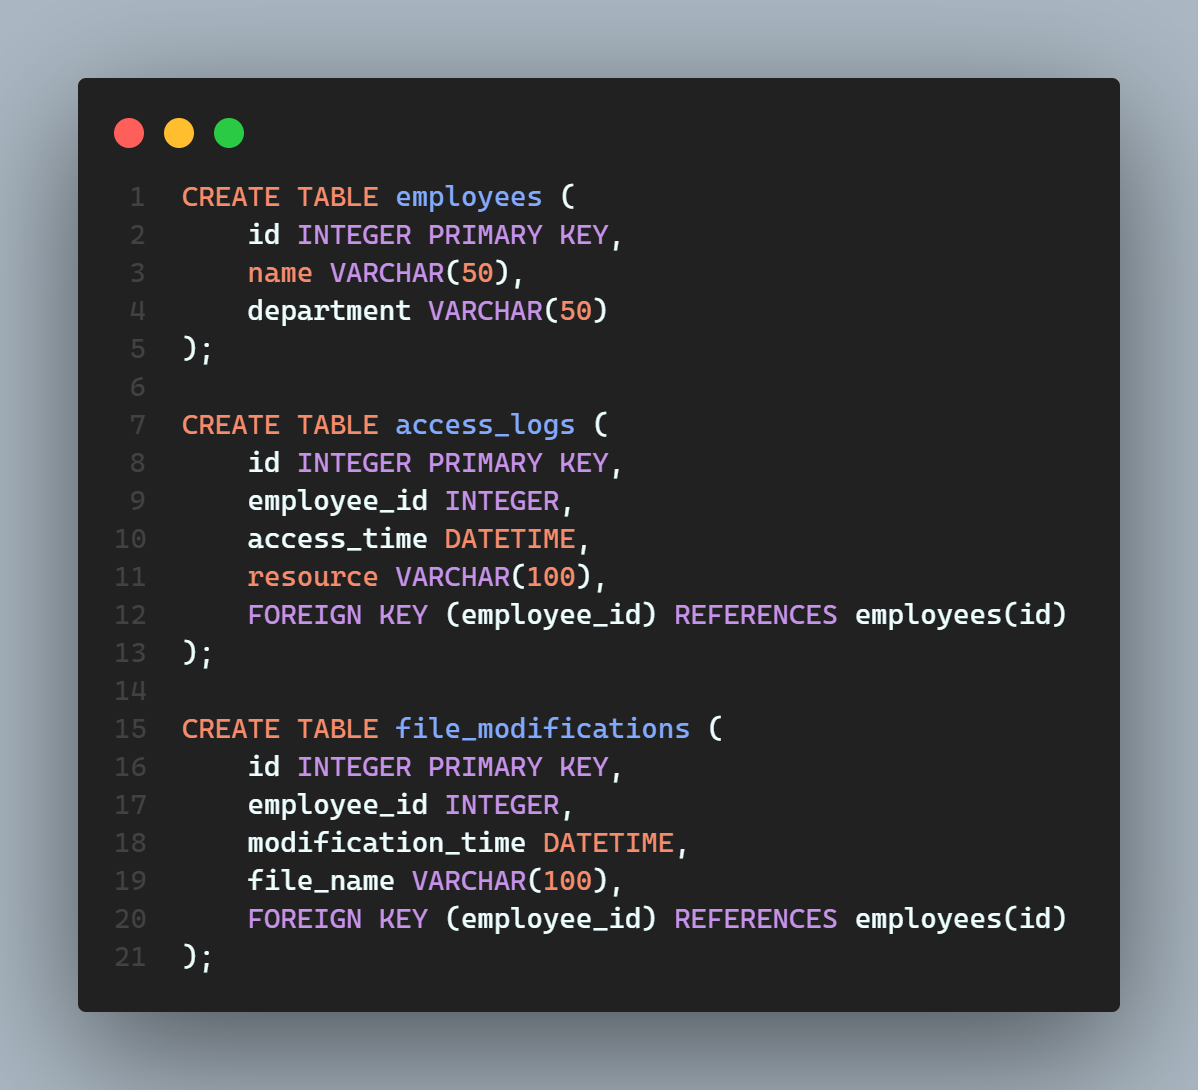 1 CREATE TABLE employees (
2     id INTEGER PRIMARY KEY,
3     name VARCHAR(50),
4     department VARCHAR(50)
5 );
6
7 CREATE TABLE access_logs (
8     id INTEGER PRIMARY KEY,
9     employee_id INTEGER,
10     access_time DATETIME,
11     resource VARCHAR(100),
12     FOREIGN KEY (employee_id) REFERENCES employees(id)
13 );
14
15 CREATE TABLE file_modifications (
16     id INTEGER PRIMARY KEY,
17     employee_id INTEGER,
18     modification_time DATETIME,
19     file_name VARCHAR(100),
20     FOREIGN KEY (employee_id) REFERENCES employees(id)
21 );